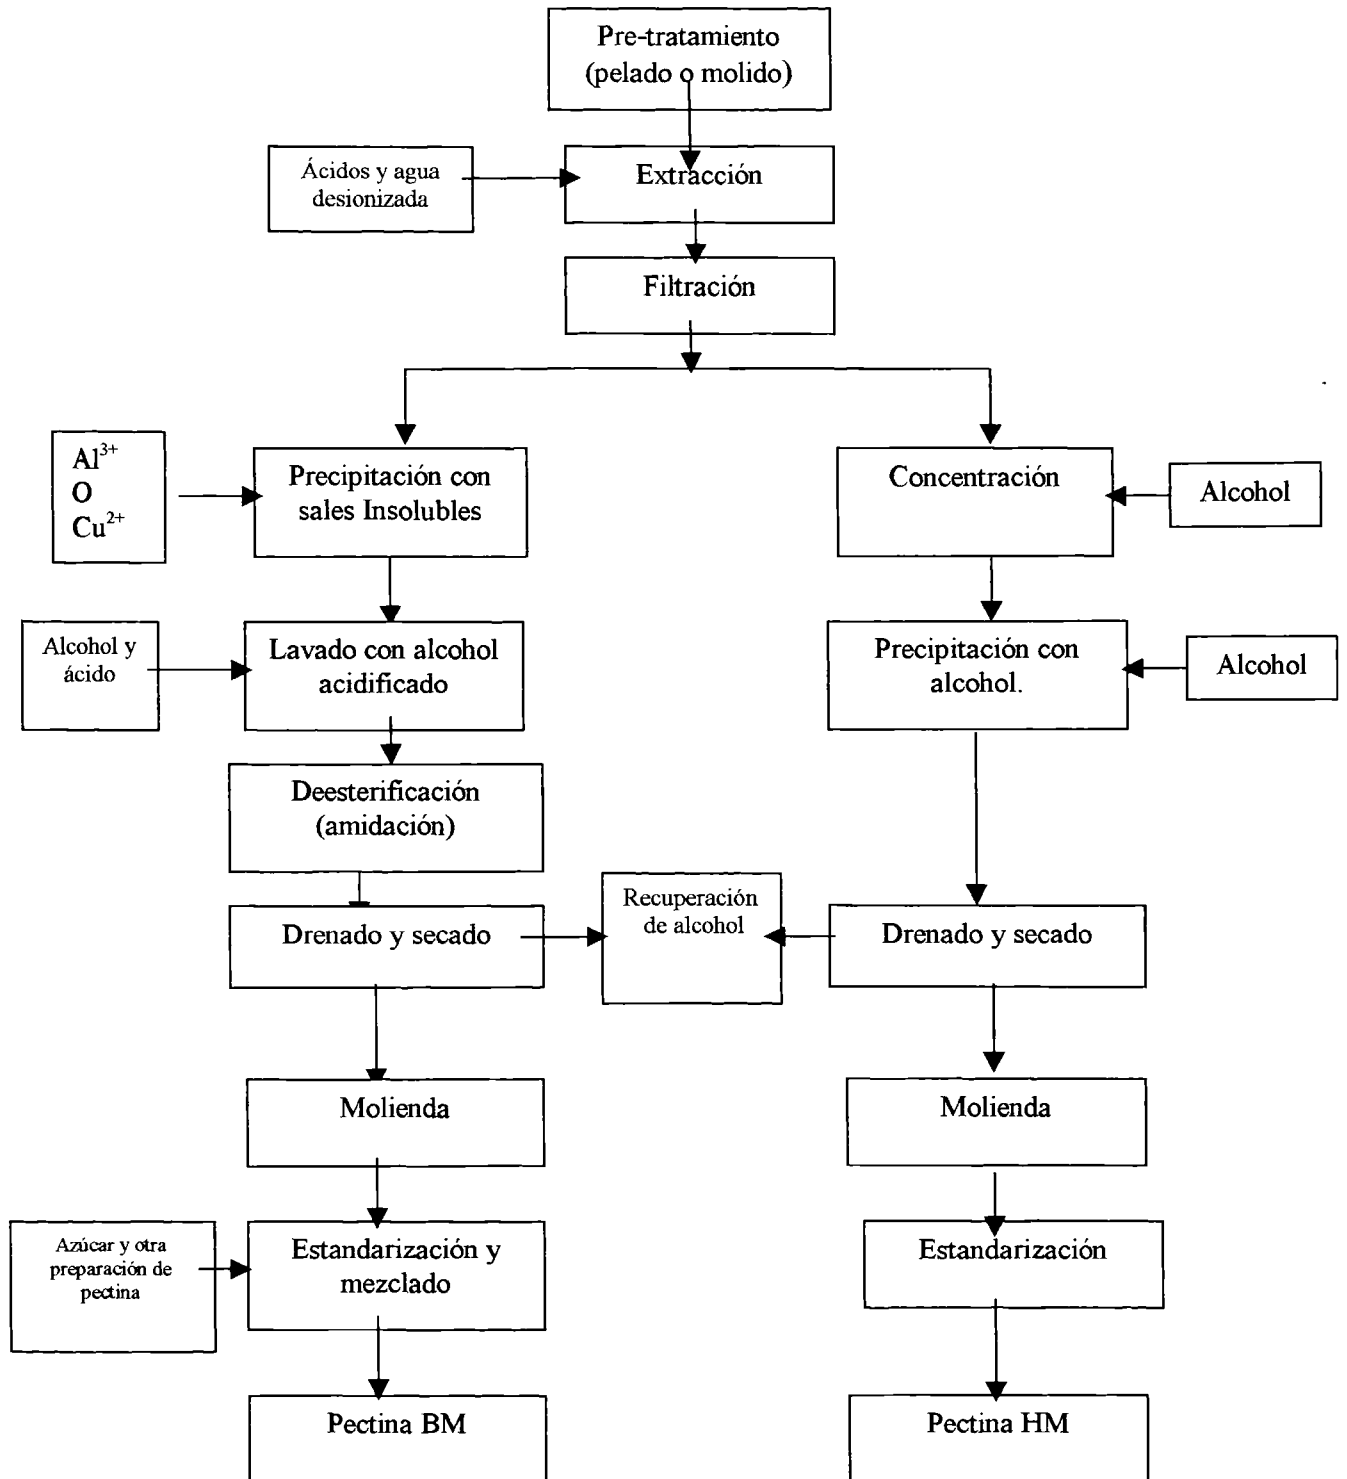 Pre-tratamiento
(pelado o molido)
Ácidos y agua
desionizada
Extracción
Filtración
Al³⁺
O
Cu²⁺
Precipitación con
sales Insolubles
Concentración
Alcohol
Alcohol y
ácido
Lavado con alcohol
acidificado
Precipitación con
alcohol.
Alcohol
Deesterificación
(amidación)
Drenado y secado
Recuperación
de alcohol
Drenado y secado
Molienda
Molienda
Azúcar y otra
preparación de
pectina
Estandarización y
mezclado
Estandarización
Pectina BM
Pectina HM